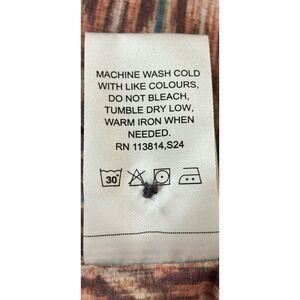 MACHINE WASH COLD
WITH LIKE COLOURS,
DO NOT BLEACH,
TUMBLE DRY LOW,
WARM IRON WHEN
NEEDED.
RN 113814,S24
30°